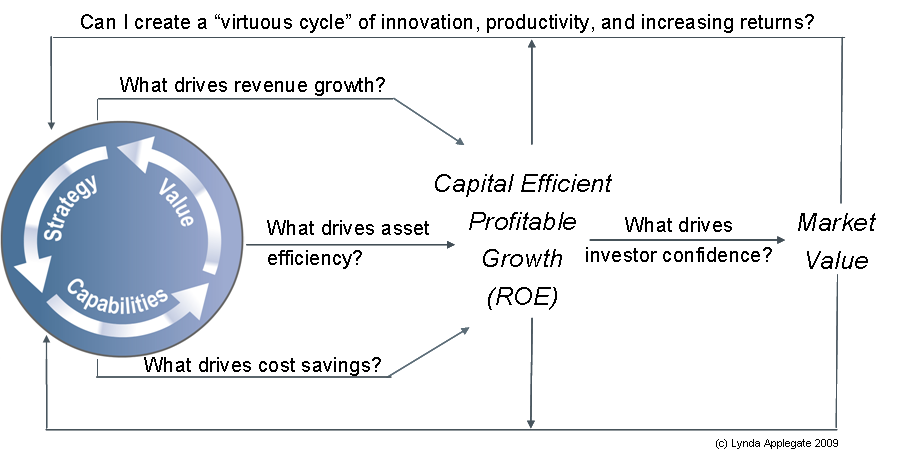 Can I create a “virtuous cycle” of innovation, productivity, and increasing returns?
What drives revenue growth?
Strategy
Value
Capabilities
What drives asset
efficiency?
Capital Efficient
Profitable
Growth
(ROE)
What drives
investor confidence?
Market
Value
What drives cost savings?
(c) Lynda Applegate 2009